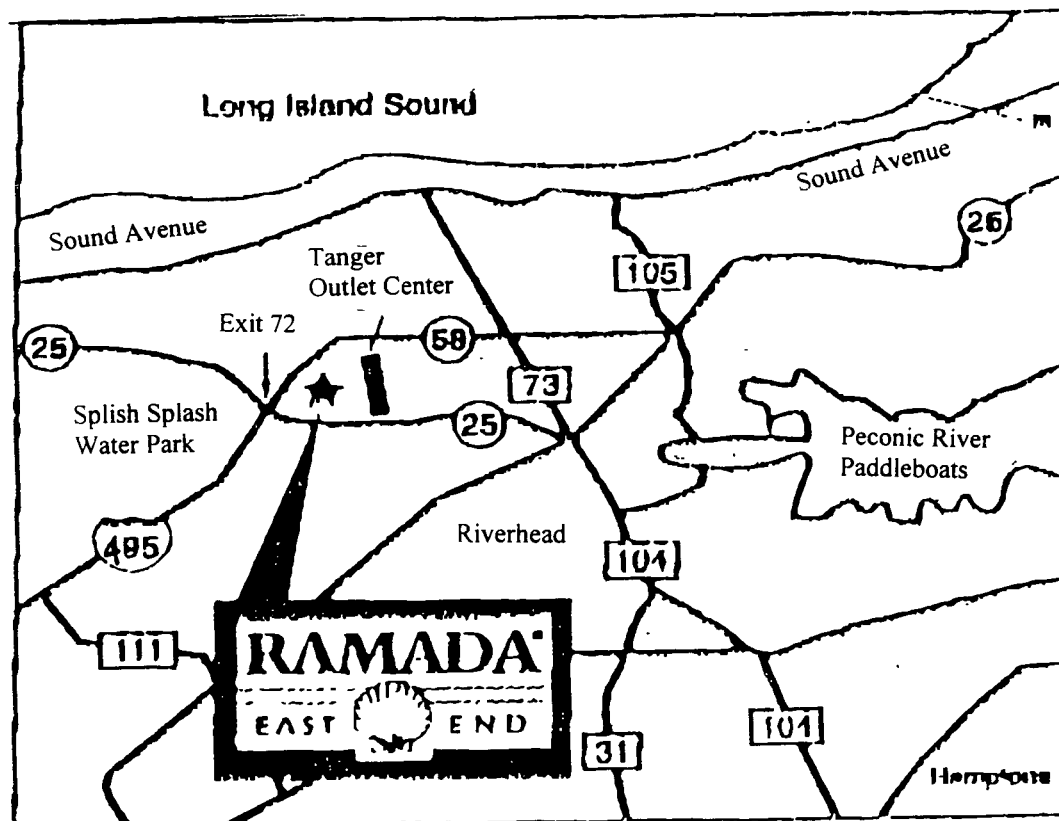 Long Island Sound
Sound Avenue
Sound Avenue
Tanger
Outlet Center
105
Exit 72
58
25
73
25
Splish Splash
Water Park
Peconic River
Paddleboats
495
Riverhead
104
111
RAMADA
EAST END
31
104
Hamptons